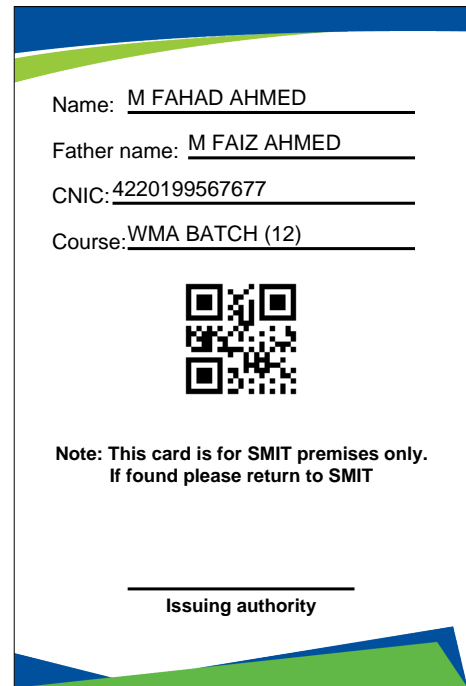 Name: M FAHAD AHMED
Father name: M FAIZ AHMED
CNIC: 4220199567677
Course: WMA BATCH (12)
Note: This card is for SMIT premises only.
If found please return to SMIT
Issuing authority